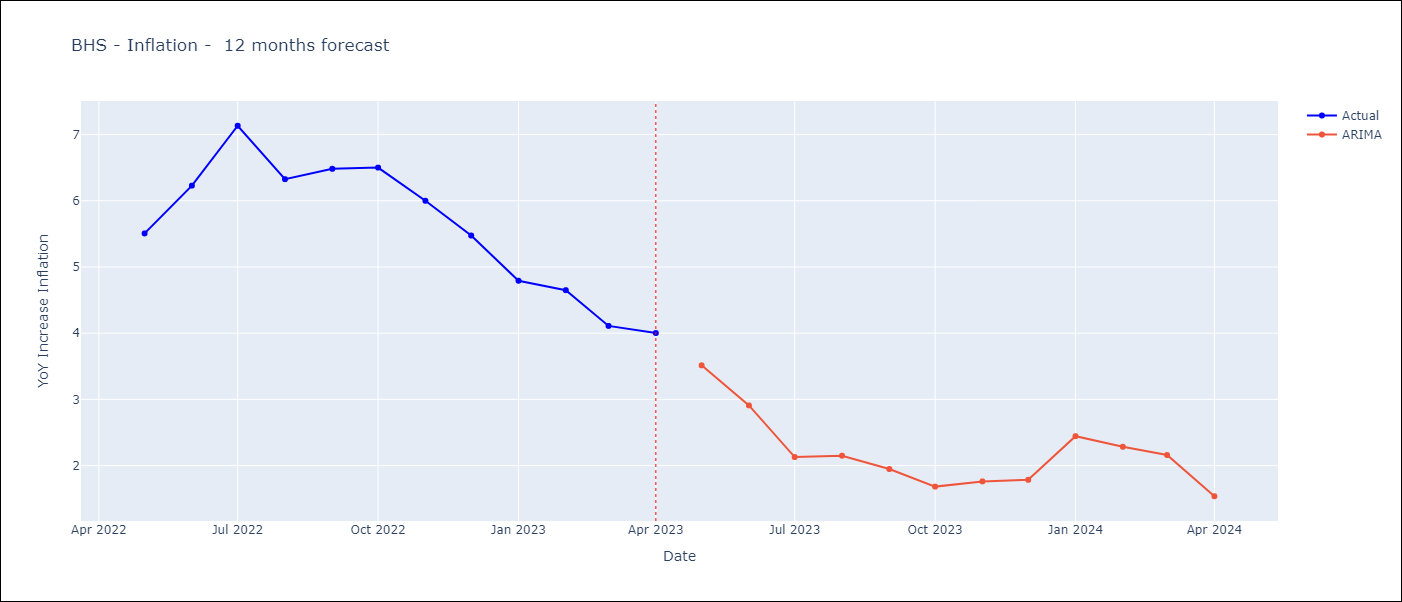 BHS - Inflation -  12 months forecast
Actual
ARIMA
YoY Increase Inflation
7
6
5
4
3
2
Apr 2022 Jul 2022 Oct 2022 Jan 2023 Apr 2023 Jul 2023 Oct 2023 Jan 2024 Apr 2024
Date